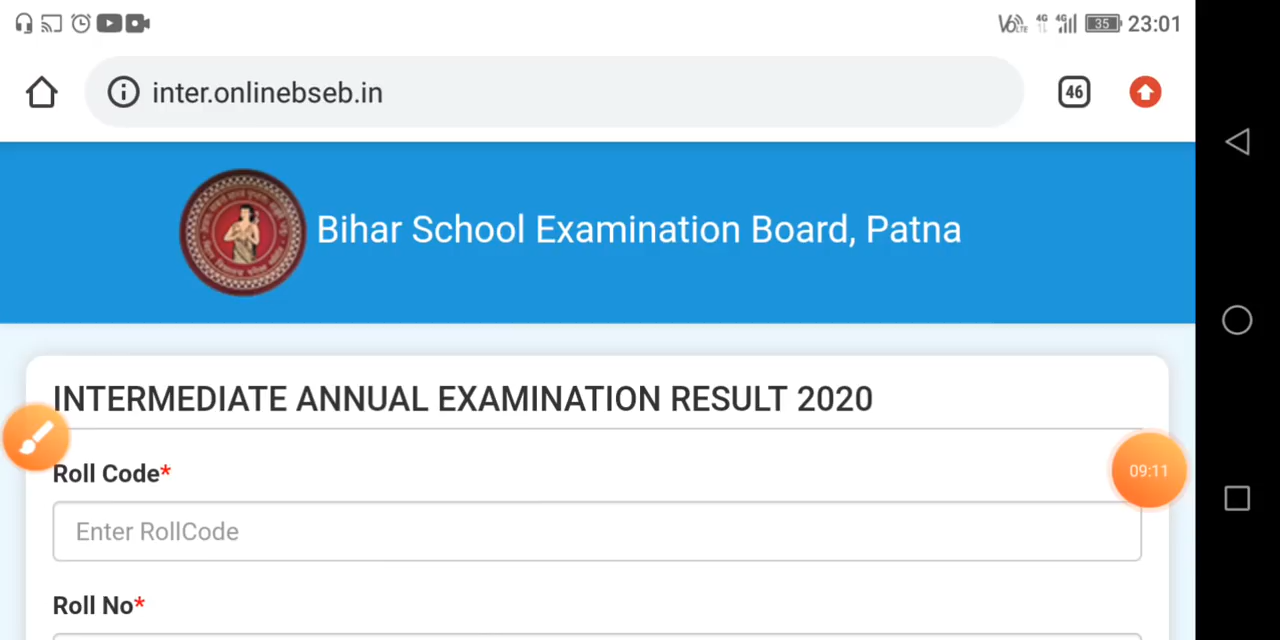 35 23:01
inter.onlinebseb.in
46
Bihar School Examination Board, Patna
INTERMEDIATE ANNUAL EXAMINATION RESULT 2020
Roll Code*
09:11
Enter RollCode
Roll No*